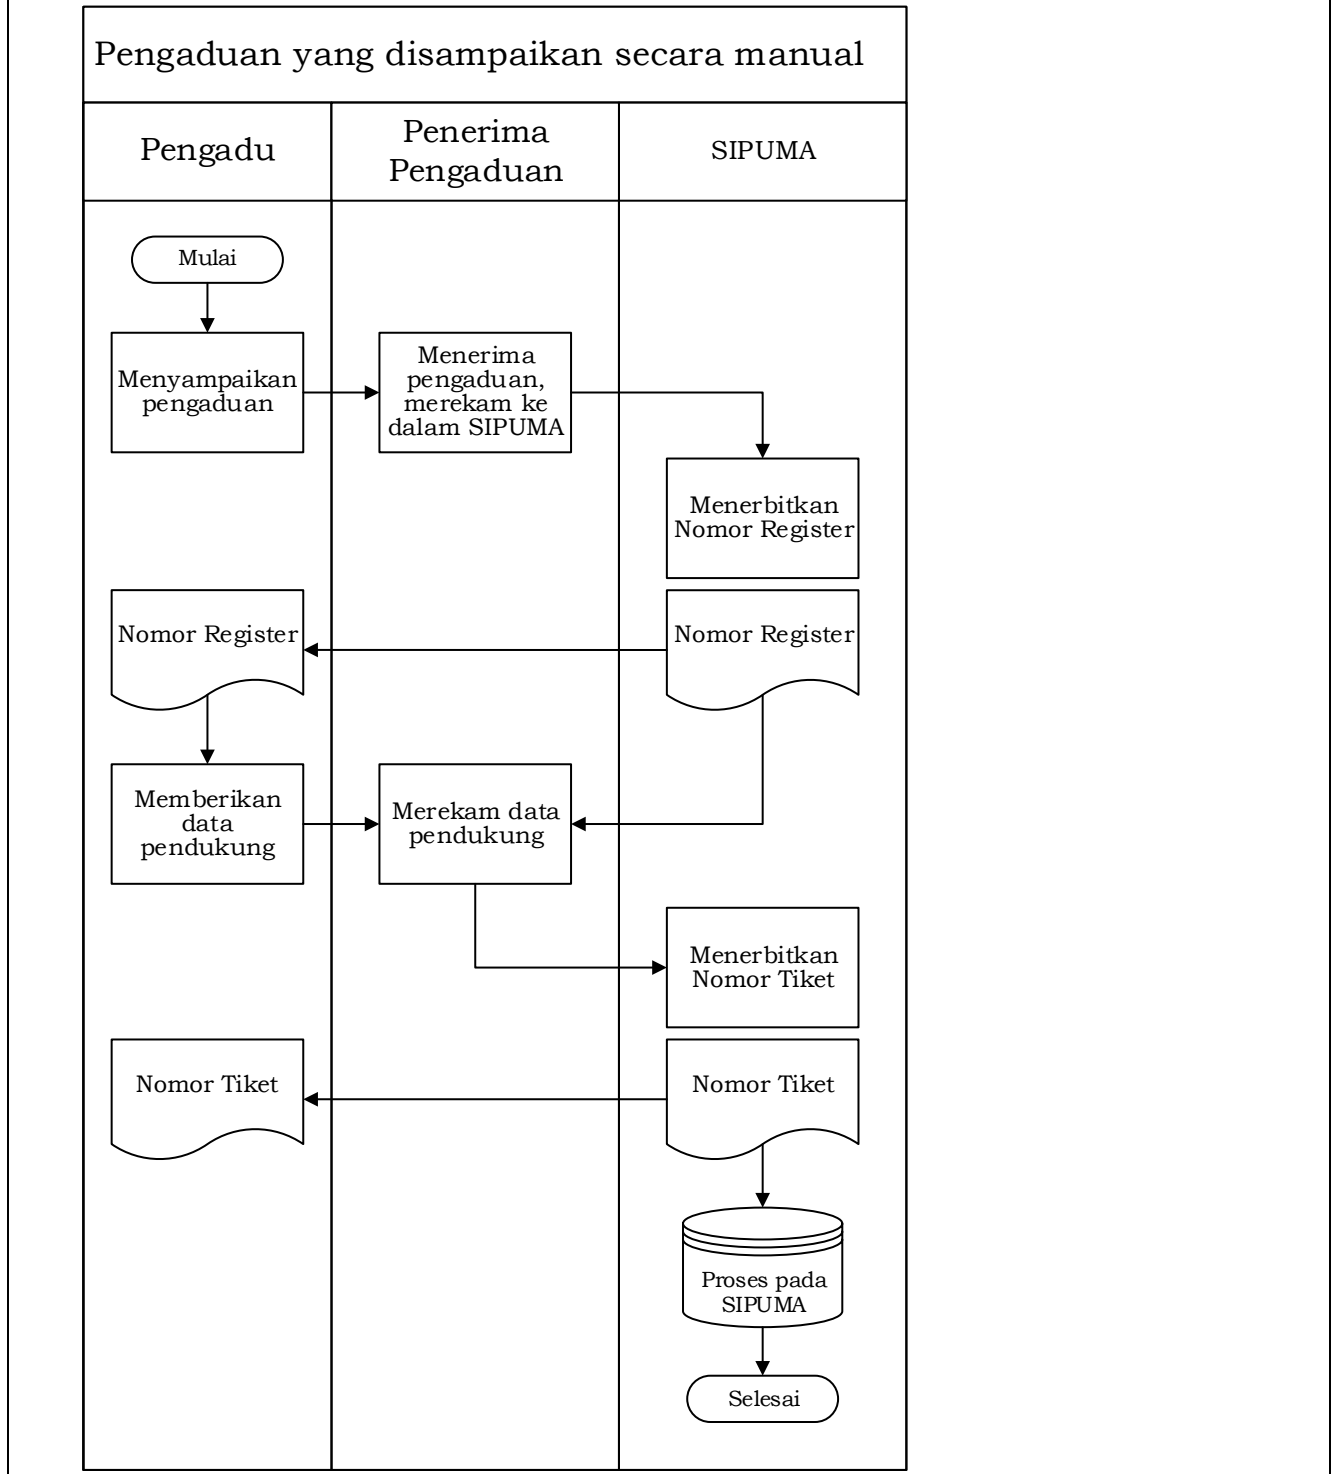 Pengaduan yang disampaikan secara manual
Pengadu
Penerima
Pengaduan
SIPUMA
Mulai
Menyampaikan
pengaduan
Menerima
pengaduan,
merekam ke
dalam SIPUMA
Menerbitkan
Nomor Register
Nomor Register
Nomor Register
Memberikan
data
pendukung
Merekam data
pendukung
Menerbitkan
Nomor Tiket
Nomor Tiket
Nomor Tiket
Proses pada
SIPUMA
Selesai